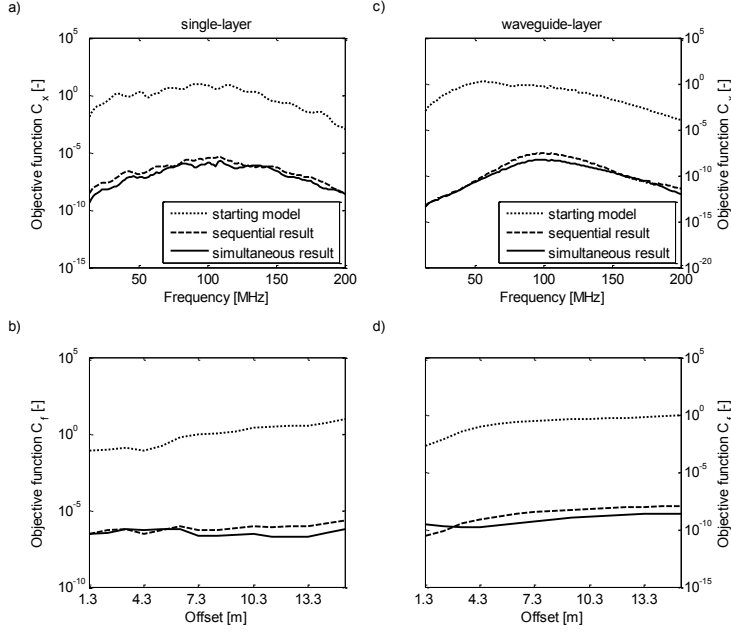 a)
single-layer
Objective function C_x [-]
10^5
10^0
10^-5
10^-10
10^-15
50
100
150
200
Frequency [MHz]
starting model
sequential result
simultaneous result
c)
waveguide-layer
Objective function C_x [-]
10^5
10^0
10^-5
10^-10
10^-15
10^-20
50
100
150
200
Frequency [MHz]
starting model
sequential result
simultaneous result
b)
Objective function C_f [-]
10^5
10^0
10^-5
10^-10
1.3
4.3
7.3
10.3
13.3
Offset [m]
d)
Objective function C_f [-]
10^5
10^0
10^-5
10^-10
10^-15
1.3
4.3
7.3
10.3
13.3
Offset [m]